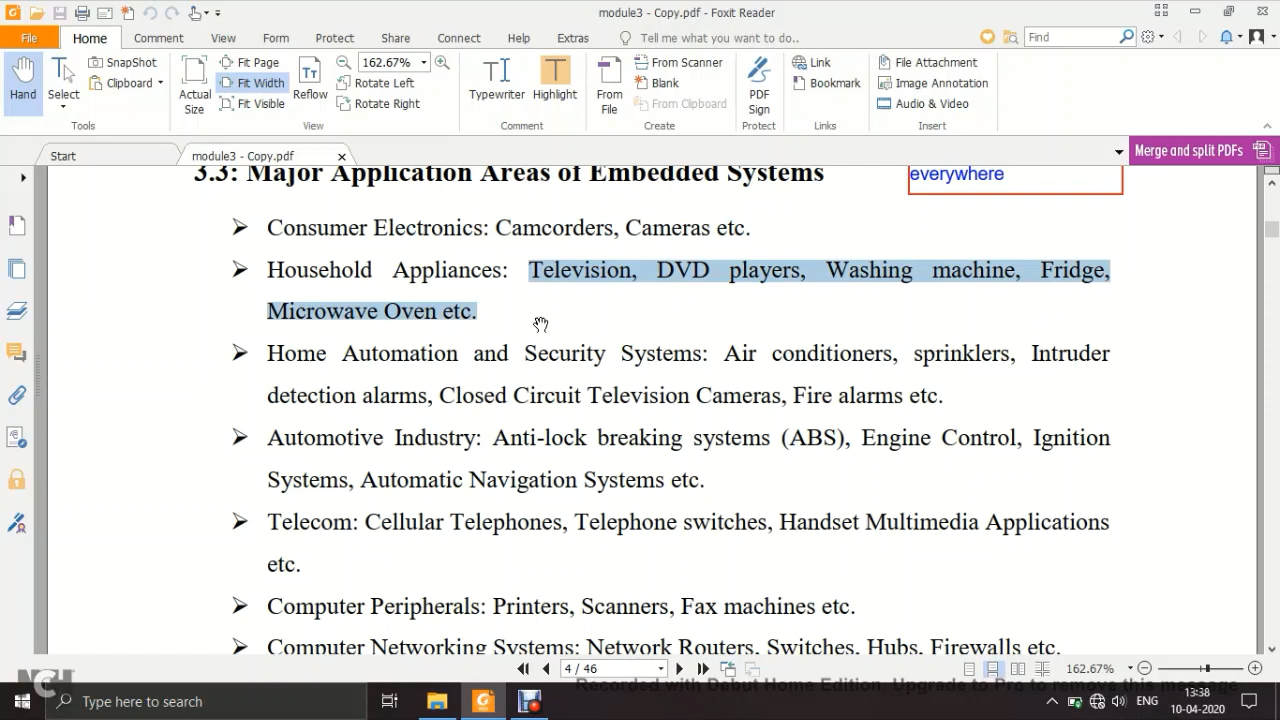 module3 - Copy.pdf - Foxit Reader
File Home Comment View Form Protect Share Connect Help Extras Tell me what you want to do.. Find
Hand
Select
SnapShot
Clipboard
Tools
Actual Size
Fit Page
Fit Width
Fit Visible
Reflow
162.67%
Rotate Left
Rotate Right
View
Typewriter
Highlight
Comment
From File
From Scanner
Blank
From Clipboard
Create
PDF Sign
Protect
Link
Bookmark
Links
File Attachment
Image Annotation
Audio & Video
Insert
Start module3 - Copy.pdf Merge and split PDFs
3.3: Major Application Areas of Embedded Systems
everywhere
Consumer Electronics: Camcorders, Cameras etc.
Household Appliances: Television, DVD players, Washing machine, Fridge,
Microwave Oven etc.
Home Automation and Security Systems: Air conditioners, sprinklers, Intruder
detection alarms, Closed Circuit Television Cameras, Fire alarms etc.
Automotive Industry: Anti-lock breaking systems (ABS), Engine Control, Ignition
Systems, Automatic Navigation Systems etc.
Telecom: Cellular Telephones, Telephone switches, Handset Multimedia Applications
etc.
Computer Peripherals: Printers, Scanners, Fax machines etc.
Computer Networking Systems: Network Routers, Switches, Hubs, Firewalls etc.
4 / 46 162.67%
NCH
Recorded with Debut Home Edition. Upgrade to Pro to remove this message
Type here to search
ENG
13:38
10-04-2020